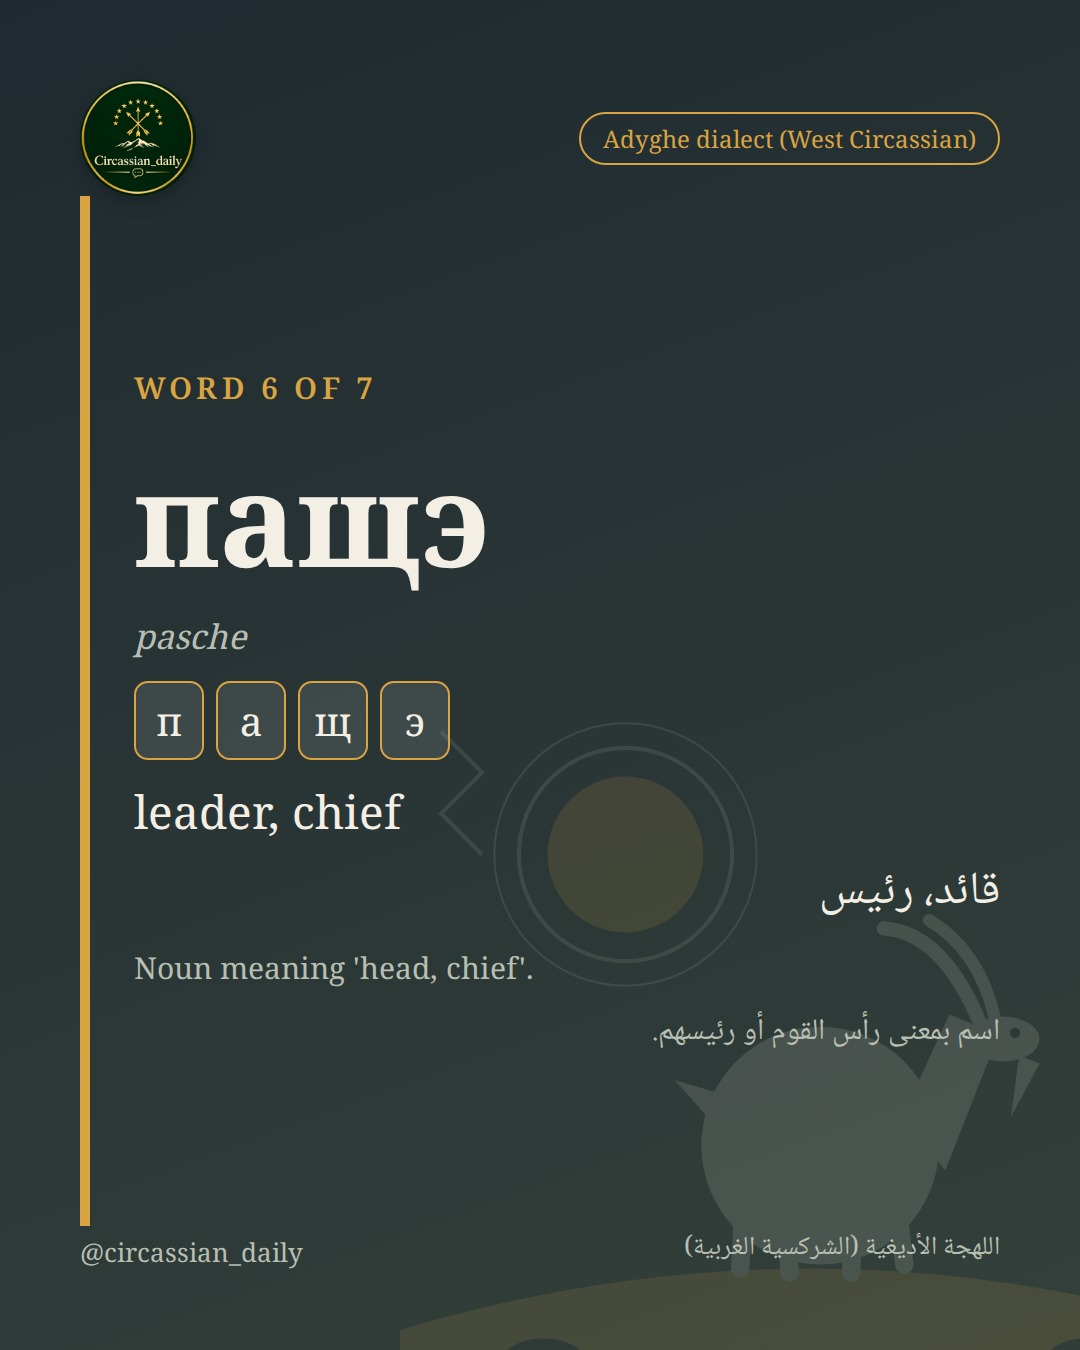 Circassian_daily
Adyghe dialect (West Circassian)
WORD 6 OF 7
пащэ
pasche
п а щ э
leader, chief
قائد، رئيس
Noun meaning 'head, chief'.
اسم بمعنى رأس القوم أو رئيسهم.
@circassian_daily
اللهجة الأديغية (الشركسية الغربية)